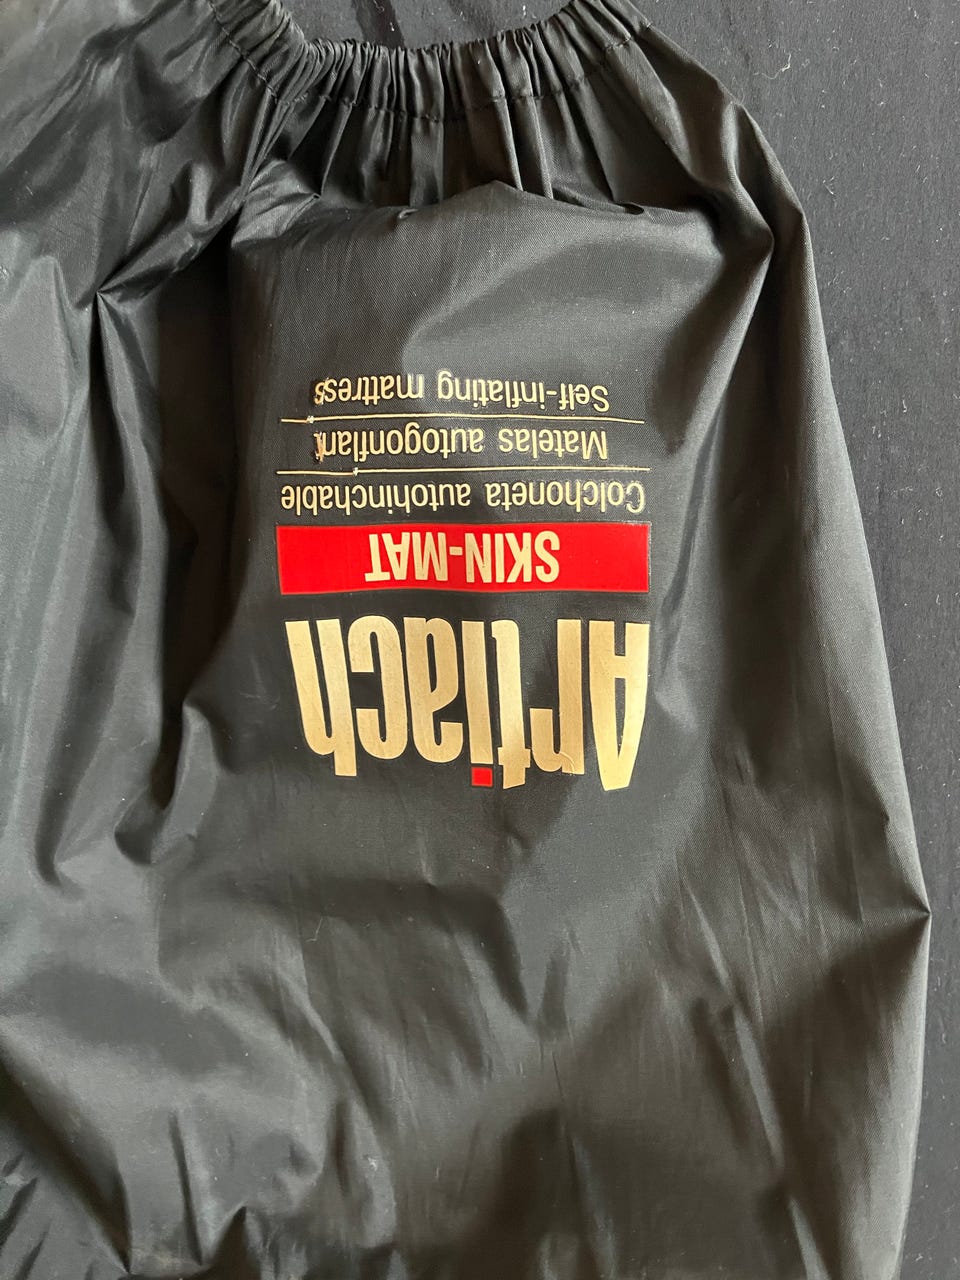 Artiach
SKIN-MAT
Colchoneta autohinchable
Matelas autogonflant
Self-inflating mattress